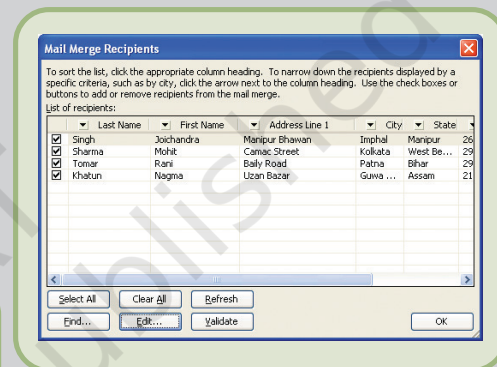 Mail Merge Recipients
To sort the list, click the appropriate column heading. To narrow down the recipients displayed by a
specific criteria, such as by city, click the arrow next to the column heading. Use the check boxes or
buttons to add or remove recipients from the mail merge.
List of recipients:
Last Name First Name Address Line 1 City State
Singh Joichandra Manipur Bhawan Imphal Manipur 26
Sharma Mohit Camac Street Kolkata West Be... 29
Tomar Rani Baily Road Patna Bihar 29
Khatun Nagma Uzan Bazar Guwa ... Assam 21
Select All Clear All Refresh
Find... Edit... Validate OK